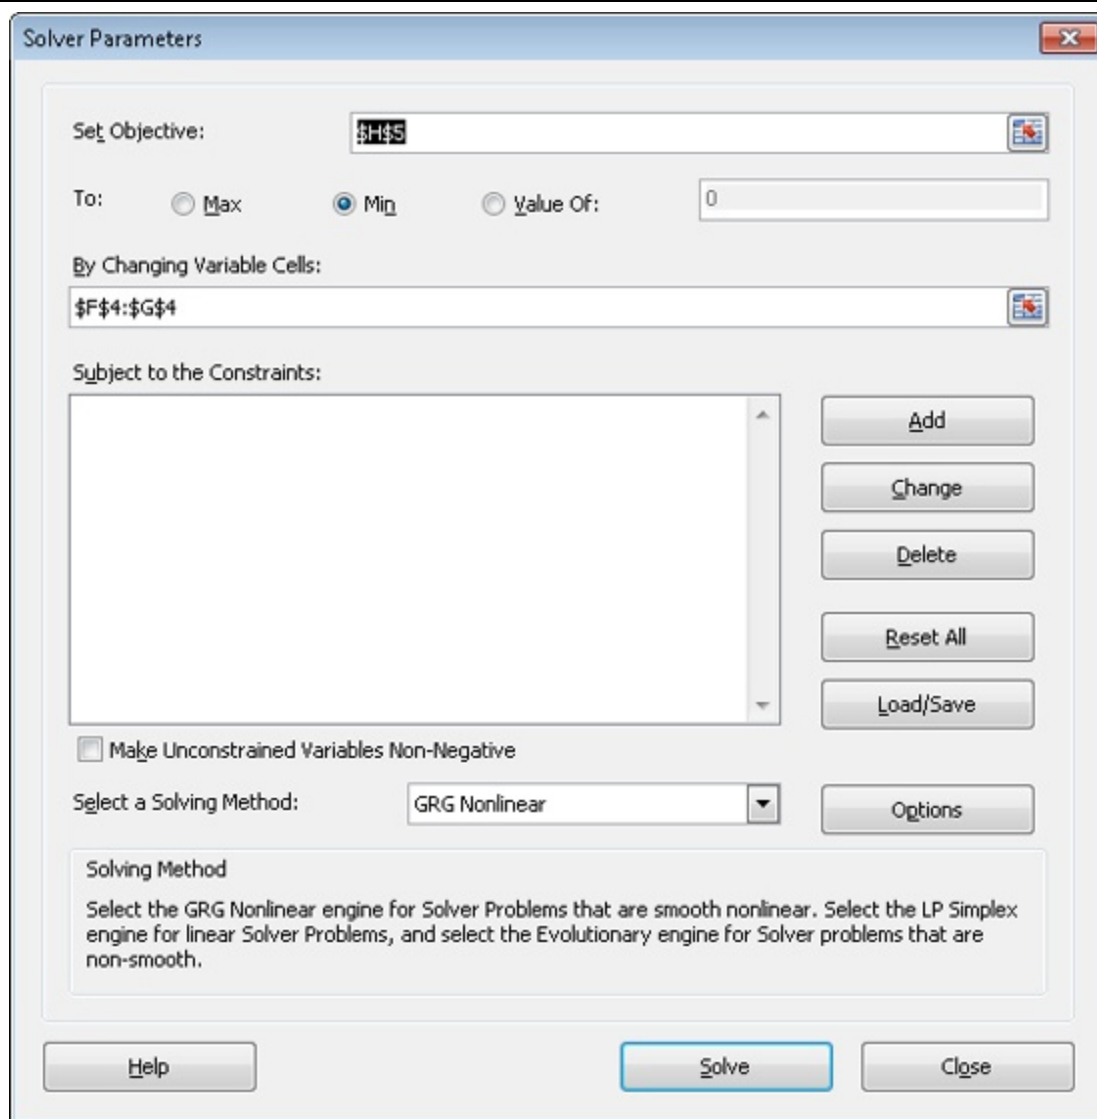 Solver Parameters
Set Objective: $H$5
To: Max Min Value Of: 0
By Changing Variable Cells:
$F$4:$G$4
Subject to the Constraints:
Add
Change
Delete
Reset All
Load/Save
Make Unconstrained Variables Non-Negative
Select a Solving Method: GRG Nonlinear Options
Solving Method
Select the GRG Nonlinear engine for Solver Problems that are smooth nonlinear. Select the LP Simplex
engine for linear Solver Problems, and select the Evolutionary engine for Solver problems that are
non-smooth.
Help Solve Close